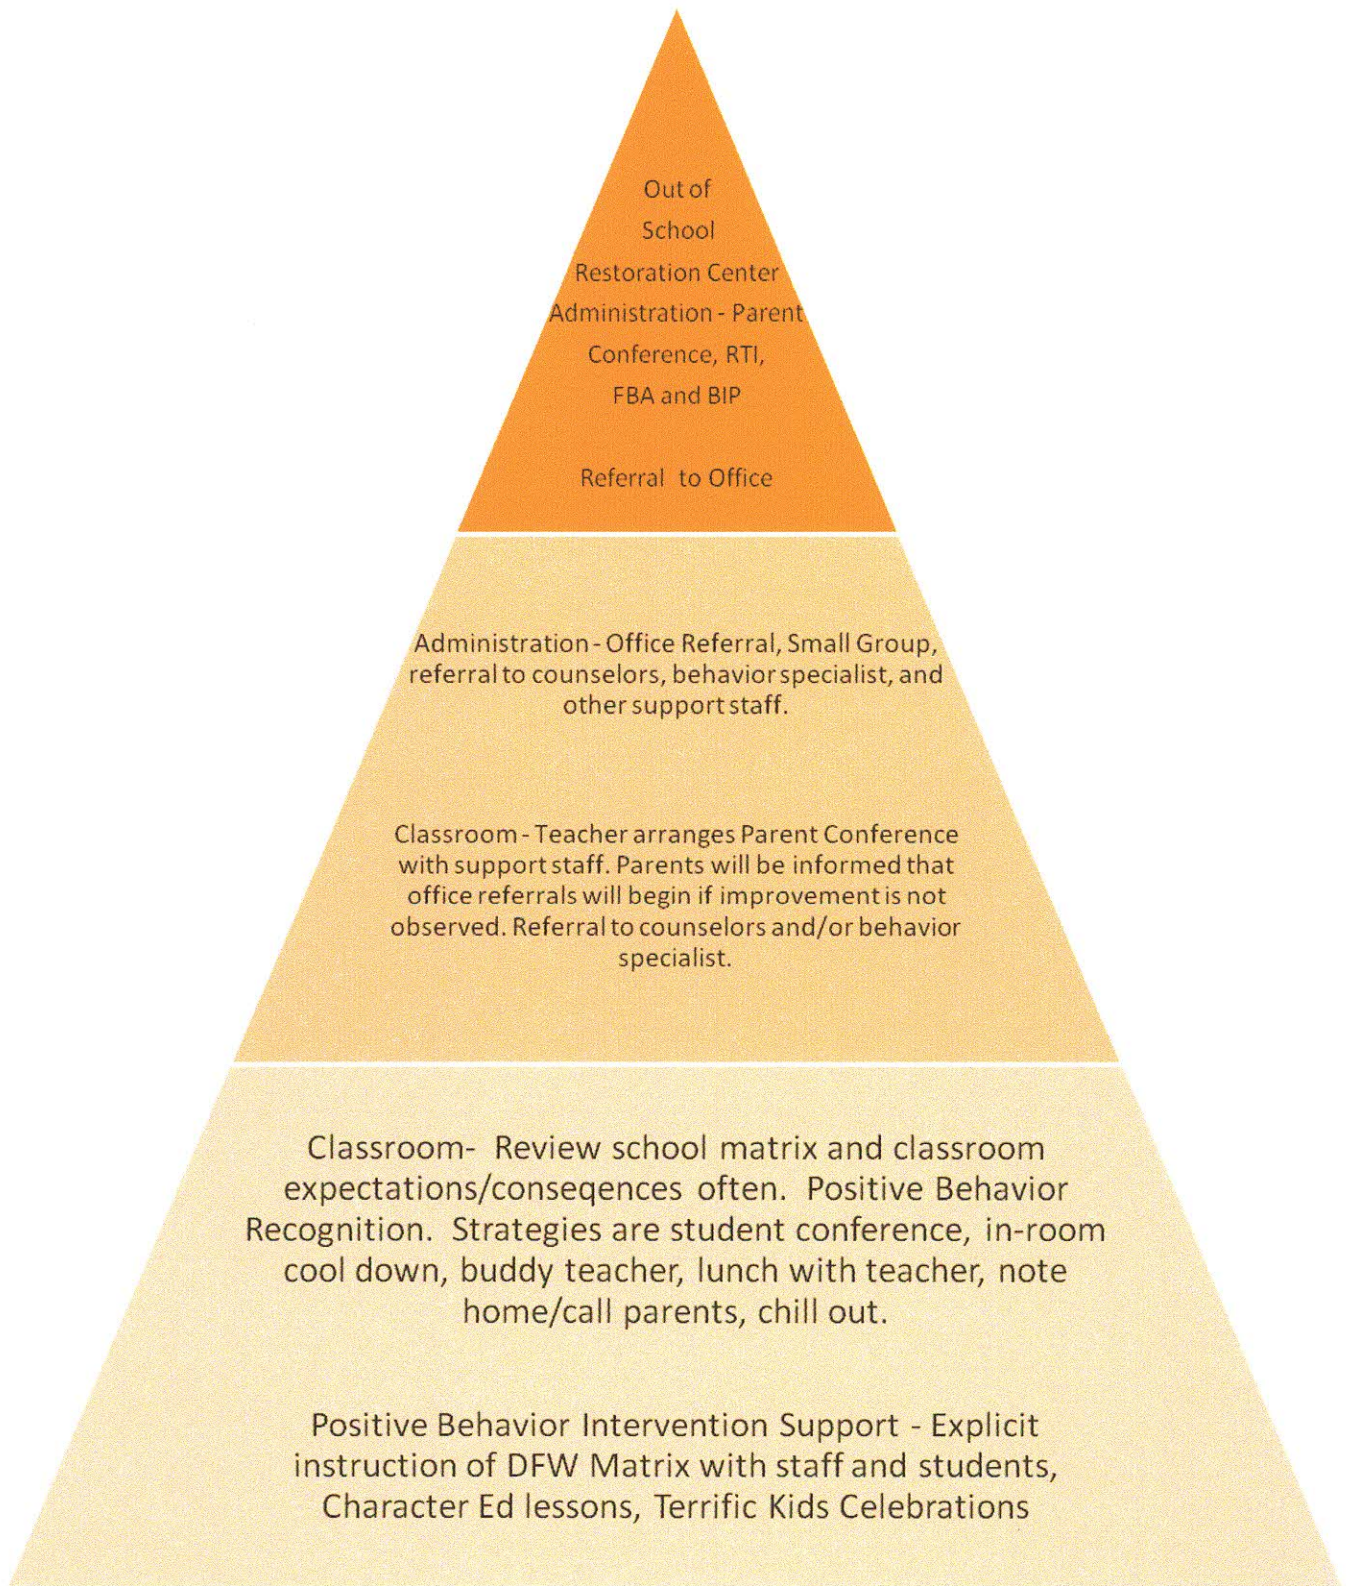 Out of
School
Restoration Center
Administration - Parent
Conference, RTI,
FBA and BIP
Referral to Office
Administration - Office Referral, Small Group,
referral to counselors, behavior specialist, and
other support staff.
Classroom - Teacher arranges Parent Conference
with support staff. Parents will be informed that
office referrals will begin if improvement is not
observed. Referral to counselors and/or behavior
specialist.
Classroom- Review school matrix and classroom
expectations/conseqences often. Positive Behavior
Recognition. Strategies are student conference, in-room
cool down, buddy teacher, lunch with teacher, note
home/call parents, chill out.
Positive Behavior Intervention Support - Explicit
instruction of DFW Matrix with staff and students,
Character Ed lessons, Terrific Kids Celebrations